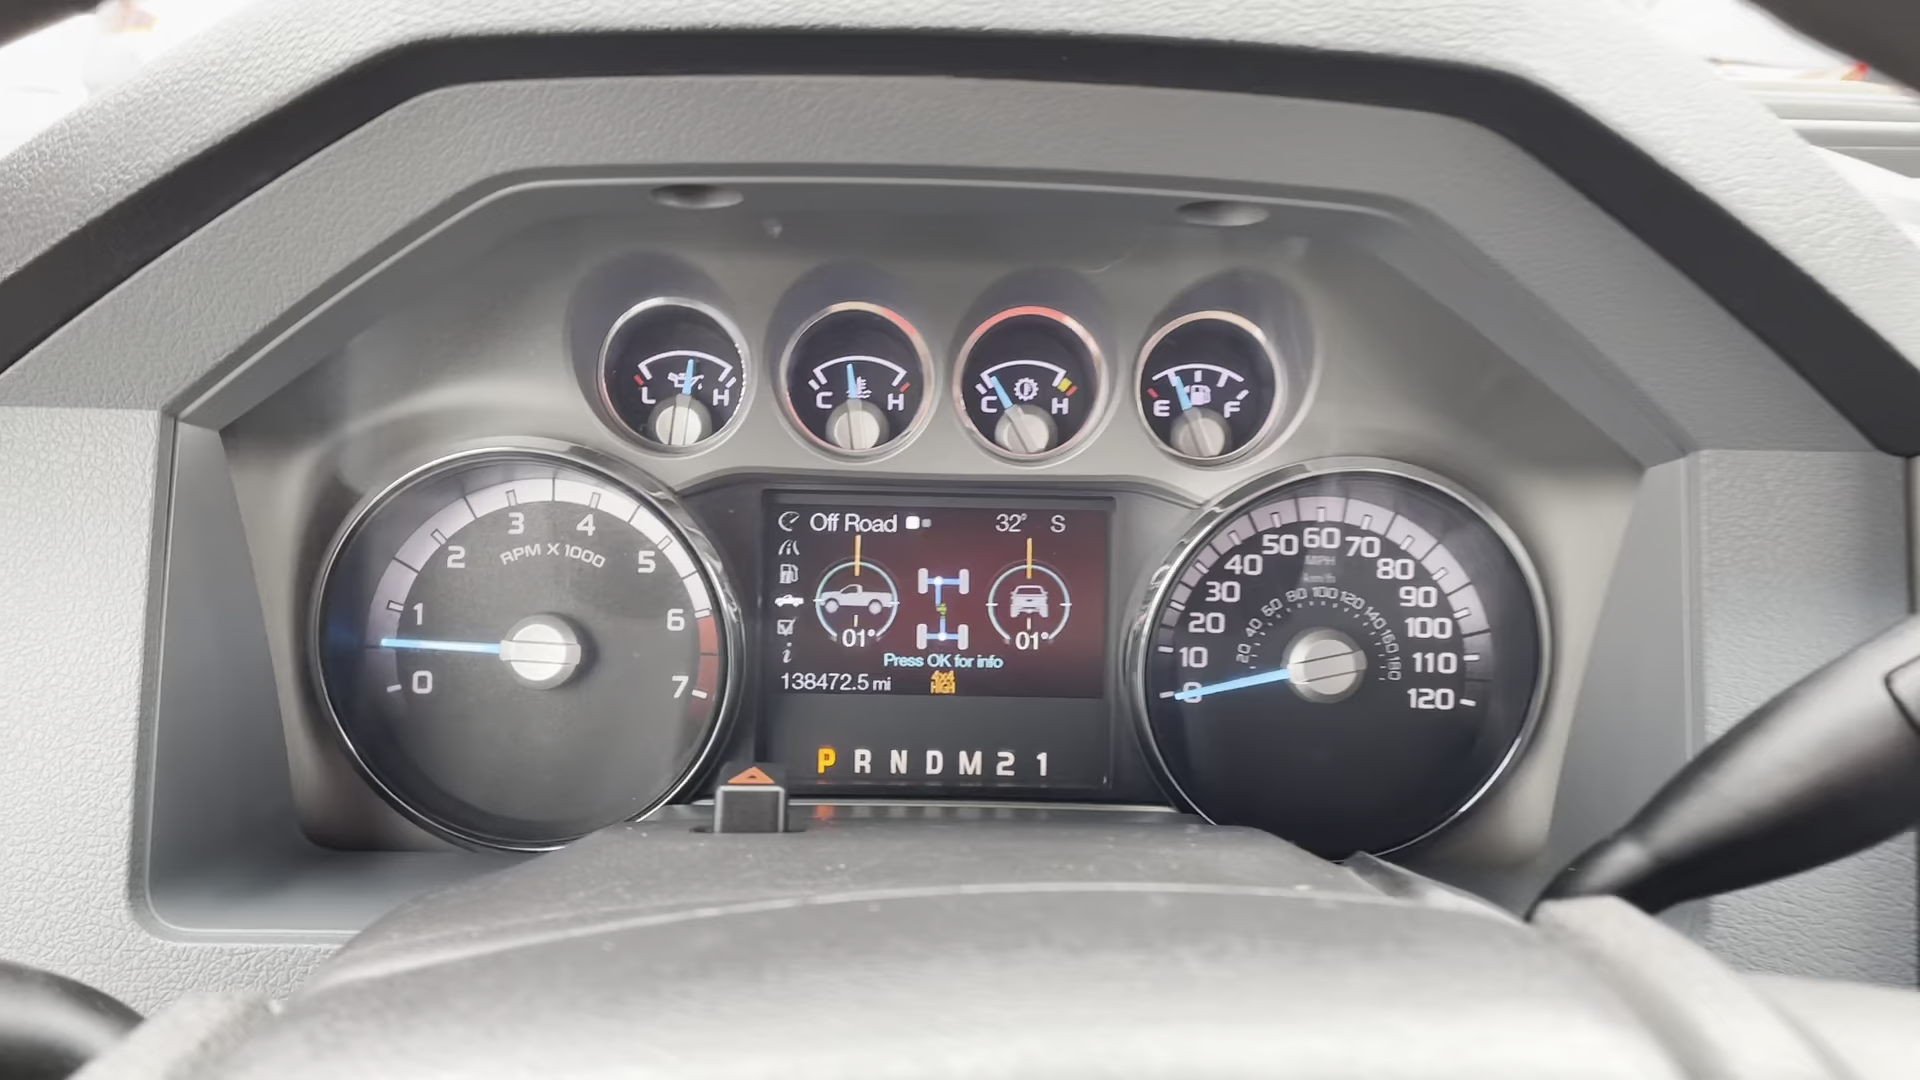 L H
C H
C H
E F
0 1 2 3 4 5 6 7
RPM X 1000
Off Road
32° S
01°
01°
Press OK for info
138472.5 mi
4x4
HIGH
P R N D M 2 1
0 10 20 30 40 50 60 70 80 90 100 110 120
MPH
km/h
20 40 60 80 100 120 140 160 180